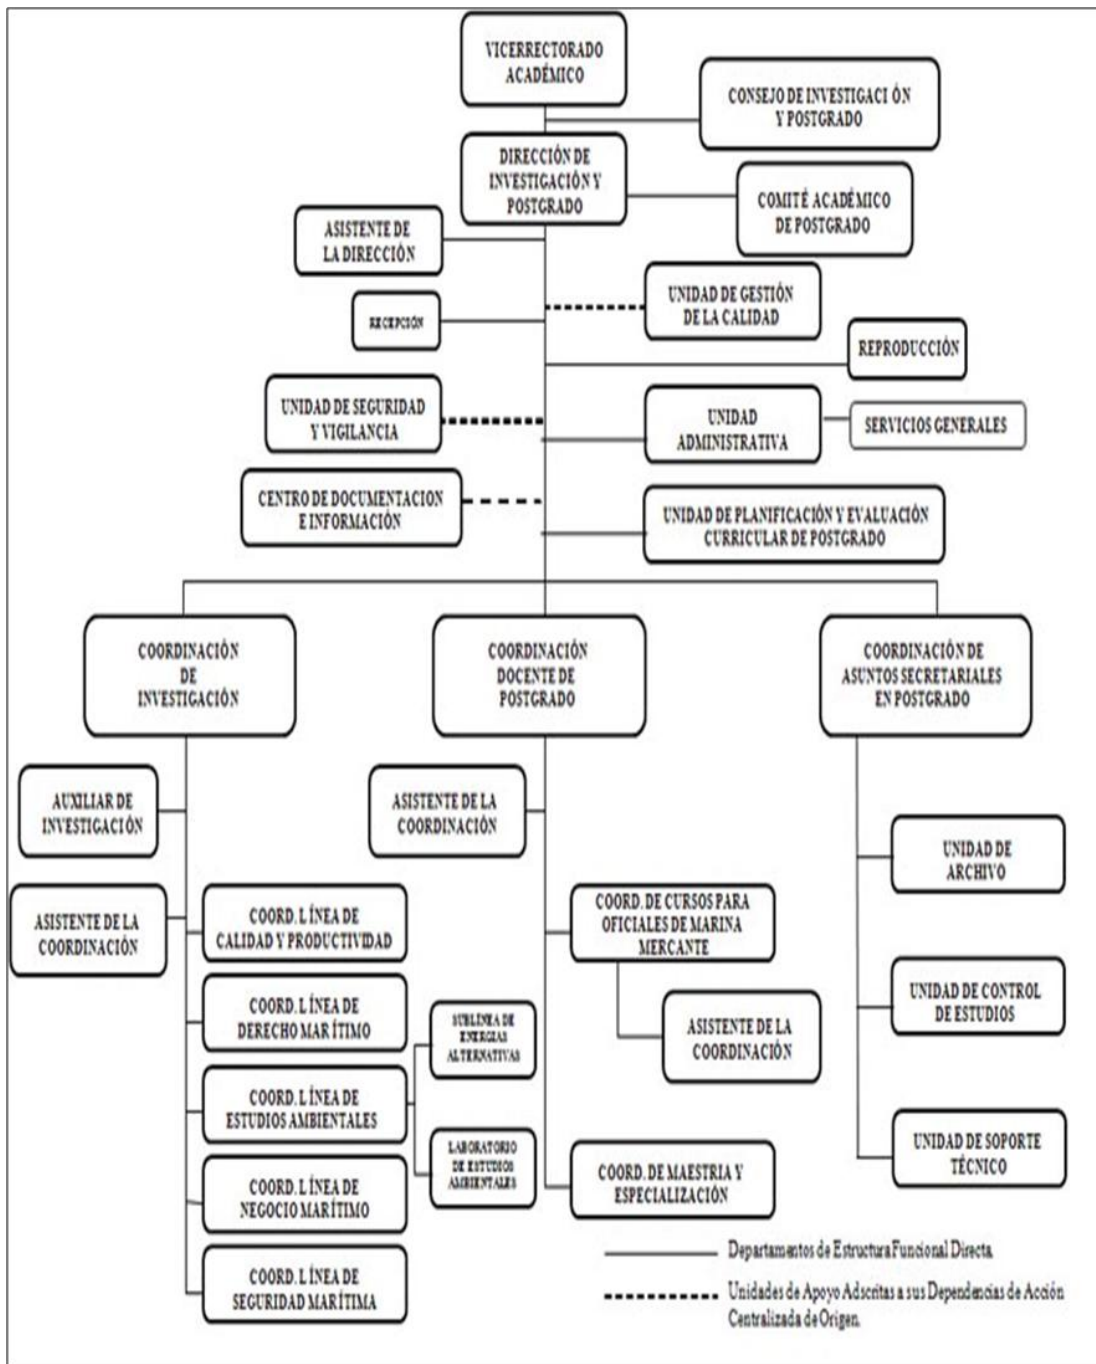 VICERRECTORADO
ACADÉMICO
CONSEJO DE INVESTIGACIÓN
Y POSTGRADO
DIRECCIÓN DE
INVESTIGACIÓN Y
POSTGRADO
COMITÉ ACADÉMICO
DE POSTGRADO
ASISTENTE DE
LA DIRECCIÓN
UNIDAD DE GESTIÓN
DE LA CALIDAD
RECEPCIÓN
REPRODUCCIÓN
UNIDAD DE SEGURIDAD
Y VIGILANCIA
UNIDAD
ADMINISTRATIVA
SERVICIOS GENERALES
CENTRO DE DOCUMENTACION
E INFORMACIÓN
UNIDAD DE PLANIFICACIÓN Y EVALUACIÓN
CURRICULAR DE POSTGRADO
COORDINACIÓN
DE
INVESTIGACIÓN
COORDINACIÓN
DOCENTE DE
POSTGRADO
COORDINACIÓN DE
ASUNTOS SECRETARIALES
EN POSTGRADO
AUXILIAR DE
INVESTIGACIÓN
ASISTENTE DE LA
COORDINACIÓN
COORD. LÍNEA DE
CALIDAD Y PRODUCTIVIDAD
COORD. LÍNEA DE
DERECHO MARÍTIMO
COORD. LÍNEA DE
ESTUDIOS AMBIENTALES
SUBLÍNEA DE
ENERGIAS
ALTERNATIVAS
LABORATORIO
DE ESTUDIOS
AMBIENTALES
COORD. LÍNEA DE
NEGOCIO MARÍTIMO
COORD. LÍNEA DE
SEGURIDAD MARÍTIMA
ASISTENTE DE LA
COORDINACIÓN
COORD. DE CURSOS PARA
OFICIALES DE MARINA
MERCANTE
ASISTENTE DE LA
COORDINACIÓN
COORD. DE MAESTRIA Y
ESPECIALIZACIÓN
UNIDAD DE
ARCHIVO
UNIDAD DE CONTROL
DE ESTUDIOS
UNIDAD DE SOPORTE
TÉCNICO
Departamentos de Estructura Funcional Directa
Unidades de Apoyo Adscritas a sus Dependencias de Acción
Centralizada de Origen.